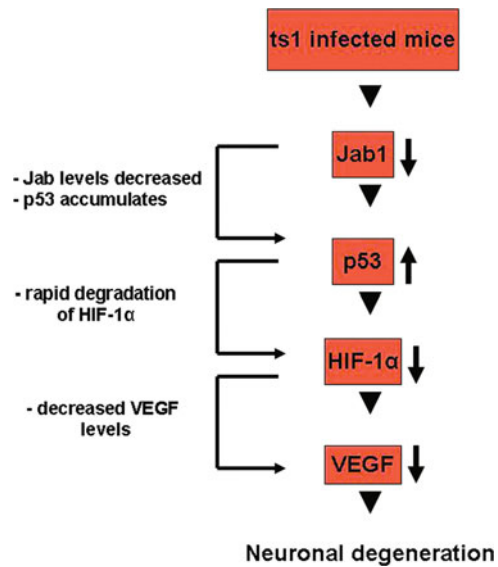 ts1 infected mice
Jab1
- Jab levels decreased
- p53 accumulates
p53
- rapid degradation
of HIF-1α
HIF-1α
- decreased VEGF
levels
VEGF
Neuronal degeneration